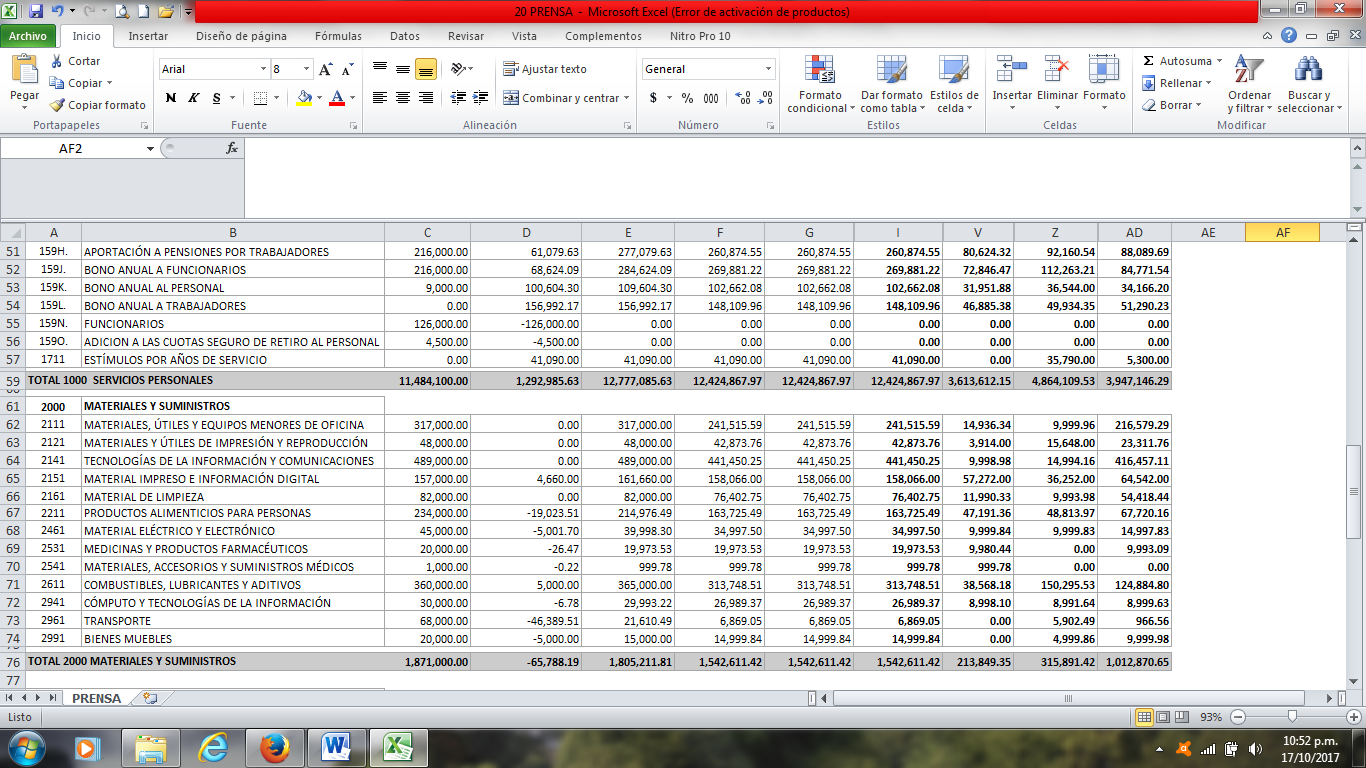 20 PRENSA - Microsoft Excel (Error de activación de productos)
Archivo Inicio Insertar Diseño de página Fórmulas Datos Revisar Vista Complementos Nitro Pro 10
Pegar Cortar Copiar Copiar formato
Arial 8
N K S
Ajustar texto
Combinar y centrar
General
$ % 000
Formato condicional Dar formato como tabla Estilos de celda
Insertar Eliminar Formato
Σ Autosuma Rellenar Borrar
Ordenar y filtrar Buscar y seleccionar
Portapapeles Fuente Alineación Número Estilos Celdas Modificar
AF2 fx
A B C D E F G I V Z AD AE AF
51 159H. APORTACIÓN A PENSIONES POR TRABAJADORES 216,000.00 61,079.63 277,079.63 260,874.55 260,874.55 260,874.55 80,624.32 92,160.54 88,089.69
52 159J. BONO ANUAL A FUNCIONARIOS 216,000.00 68,624.09 284,624.09 269,881.22 269,881.22 269,881.22 72,846.47 112,263.21 84,771.54
53 159K. BONO ANUAL AL PERSONAL 9,000.00 100,604.30 109,604.30 102,662.08 102,662.08 102,662.08 31,951.88 36,544.00 34,166.20
54 159L. BONO ANUAL A TRABAJADORES 0.00 156,992.17 156,992.17 148,109.96 148,109.96 148,109.96 46,885.38 49,934.35 51,290.23
55 159N. FUNCIONARIOS 126,000.00 -126,000.00 0.00 0.00 0.00 0.00 0.00 0.00 0.00
56 159O. ADICION A LAS CUOTAS SEGURO DE RETIRO AL PERSONAL 4,500.00 -4,500.00 0.00 0.00 0.00 0.00 0.00 0.00 0.00
57 1711 ESTÍMULOS POR AÑOS DE SERVICIO 0.00 41,090.00 41,090.00 41,090.00 41,090.00 41,090.00 0.00 35,790.00 5,300.00
59 TOTAL 1000 SERVICIOS PERSONALES 11,484,100.00 1,292,985.63 12,777,085.63 12,424,867.97 12,424,867.97 12,424,867.97 3,613,612.15 4,864,109.53 3,947,146.29
61 2000 MATERIALES Y SUMINISTROS
62 2111 MATERIALES, ÚTILES Y EQUIPOS MENORES DE OFICINA 317,000.00 0.00 317,000.00 241,515.59 241,515.59 241,515.59 14,936.34 9,999.96 216,579.29
63 2121 MATERIALES Y ÚTILES DE IMPRESIÓN Y REPRODUCCIÓN 48,000.00 0.00 48,000.00 42,873.76 42,873.76 42,873.76 3,914.00 15,648.00 23,311.76
64 2141 TECNOLOGÍAS DE LA INFORMACIÓN Y COMUNICACIONES 489,000.00 0.00 489,000.00 441,450.25 441,450.25 441,450.25 9,998.98 14,994.16 416,457.11
65 2151 MATERIAL IMPRESO E INFORMACIÓN DIGITAL 157,000.00 4,660.00 161,660.00 158,066.00 158,066.00 158,066.00 57,272.00 36,252.00 64,542.00
66 2161 MATERIAL DE LIMPIEZA 82,000.00 0.00 82,000.00 76,402.75 76,402.75 76,402.75 11,990.33 9,993.98 54,418.44
67 2211 PRODUCTOS ALIMENTICIOS PARA PERSONAS 234,000.00 -19,023.51 214,976.49 163,725.49 163,725.49 163,725.49 47,191.36 48,813.97 67,720.16
68 2461 MATERIAL ELÉCTRICO Y ELECTRÓNICO 45,000.00 -5,001.70 39,998.30 34,997.50 34,997.50 34,997.50 9,999.84 9,999.83 14,997.83
69 2531 MEDICINAS Y PRODUCTOS FARMACÉUTICOS 20,000.00 -26.47 19,973.53 19,973.53 19,973.53 19,973.53 9,980.44 0.00 9,993.09
70 2541 MATERIALES, ACCESORIOS Y SUMINISTROS MÉDICOS 1,000.00 -0.22 999.78 999.78 999.78 999.78 999.78 0.00 0.00
71 2611 COMBUSTIBLES, LUBRICANTES Y ADITIVOS 360,000.00 5,000.00 365,000.00 313,748.51 313,748.51 313,748.51 38,568.18 150,295.53 124,884.80
72 2941 CÓMPUTO Y TECNOLOGÍAS DE LA INFORMACIÓN 30,000.00 -6.78 29,993.22 26,989.37 26,989.37 26,989.37 8,998.10 8,991.64 8,999.63
73 2961 TRANSPORTE 68,000.00 -46,389.51 21,610.49 6,869.05 6,869.05 6,869.05 0.00 5,902.49 966.56
74 2991 BIENES MUEBLES 20,000.00 -5,000.00 15,000.00 14,999.84 14,999.84 14,999.84 0.00 4,999.86 9,999.98
76 TOTAL 2000 MATERIALES Y SUMINISTROS 1,871,000.00 -65,788.19 1,805,211.81 1,542,611.42 1,542,611.42 1,542,611.42 213,849.35 315,891.42 1,012,870.65
77
PRENSA
Listo 93%
10:52 p.m.
17/10/2017